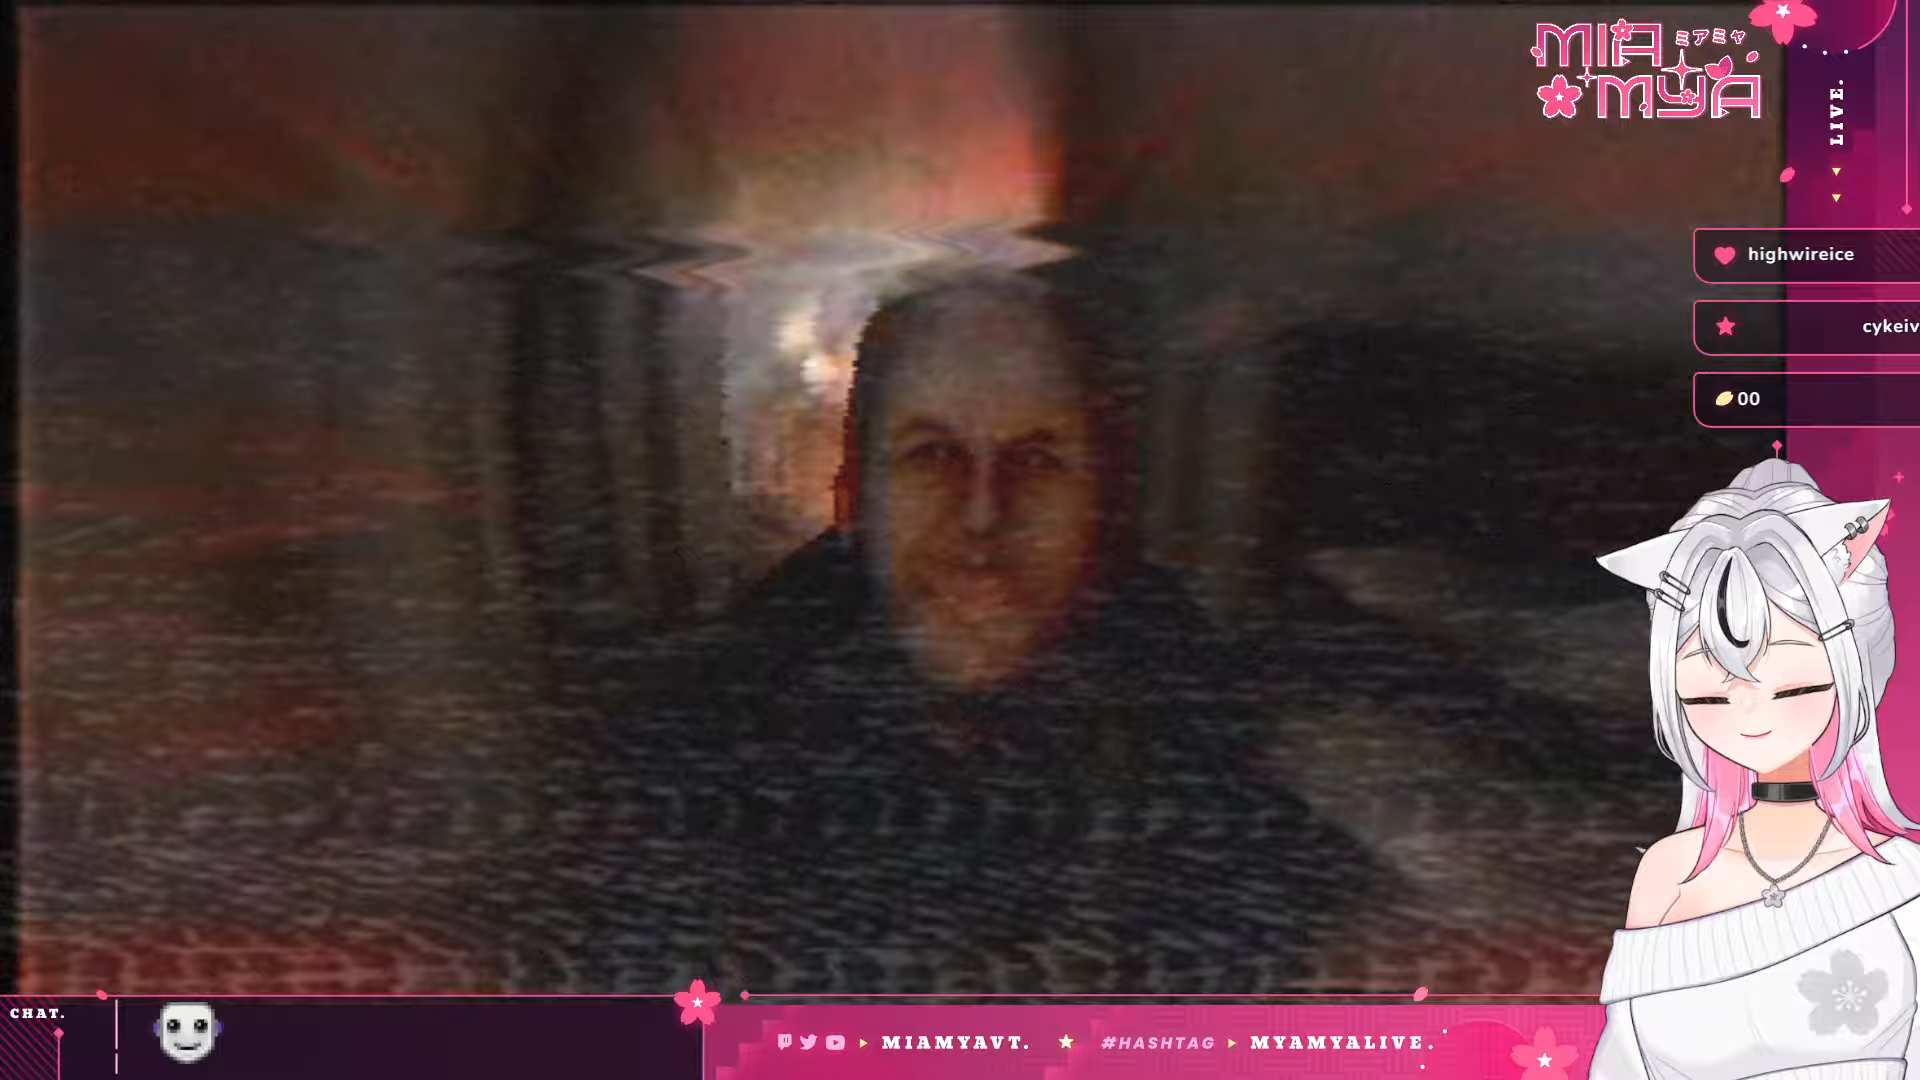 MIA ミアミヤ
MYA
LIVE.
highwireice
cykeiv
00
CHAT.
MIAMYAVT.
#HASHTAG
MYAMYALIVE.